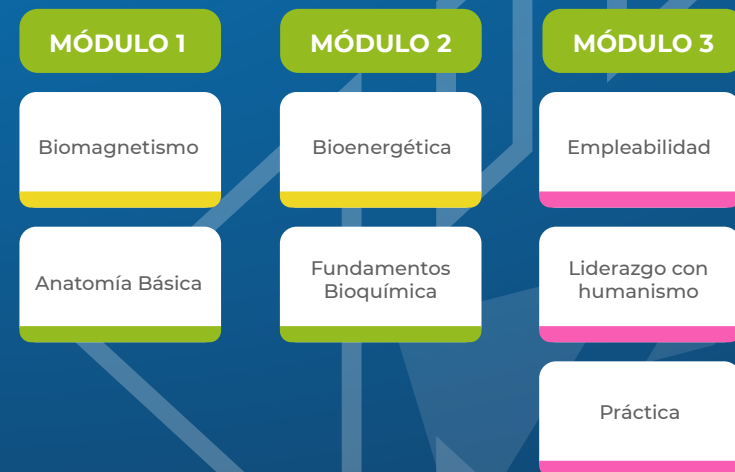 MÓDULO 1
Biomagnetismo
Anatomía Básica
MÓDULO 2
Bioenergética
Fundamentos
Bioquímica
MÓDULO 3
Empleabilidad
Liderazgo con
humanismo
Práctica